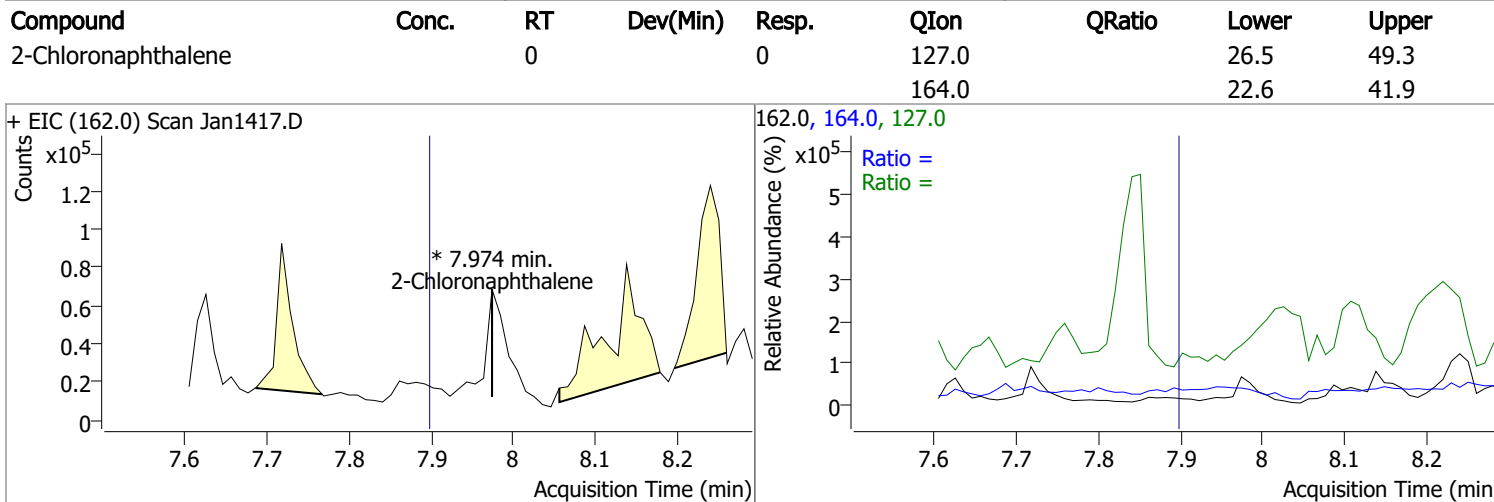 Compound Conc. RT Dev(Min) Resp. QIon QRatio Lower Upper
2-Chloronaphthalene 0 0 127.0 26.5 49.3
164.0 22.6 41.9
+ EIC (162.0) Scan Jan1417.D
Counts
x10⁵
1.2
1
0.8
0.6
0.4
0.2
0
* 7.974 min.
2-Chloronaphthalene
7.6 7.7 7.8 7.9 8 8.1 8.2
Acquisition Time (min)
162.0, 164.0, 127.0
Relative Abundance (%)
x10⁵
Ratio =
Ratio =
5
4
3
2
1
0
7.6 7.7 7.8 7.9 8 8.1 8.2
Acquisition Time (min